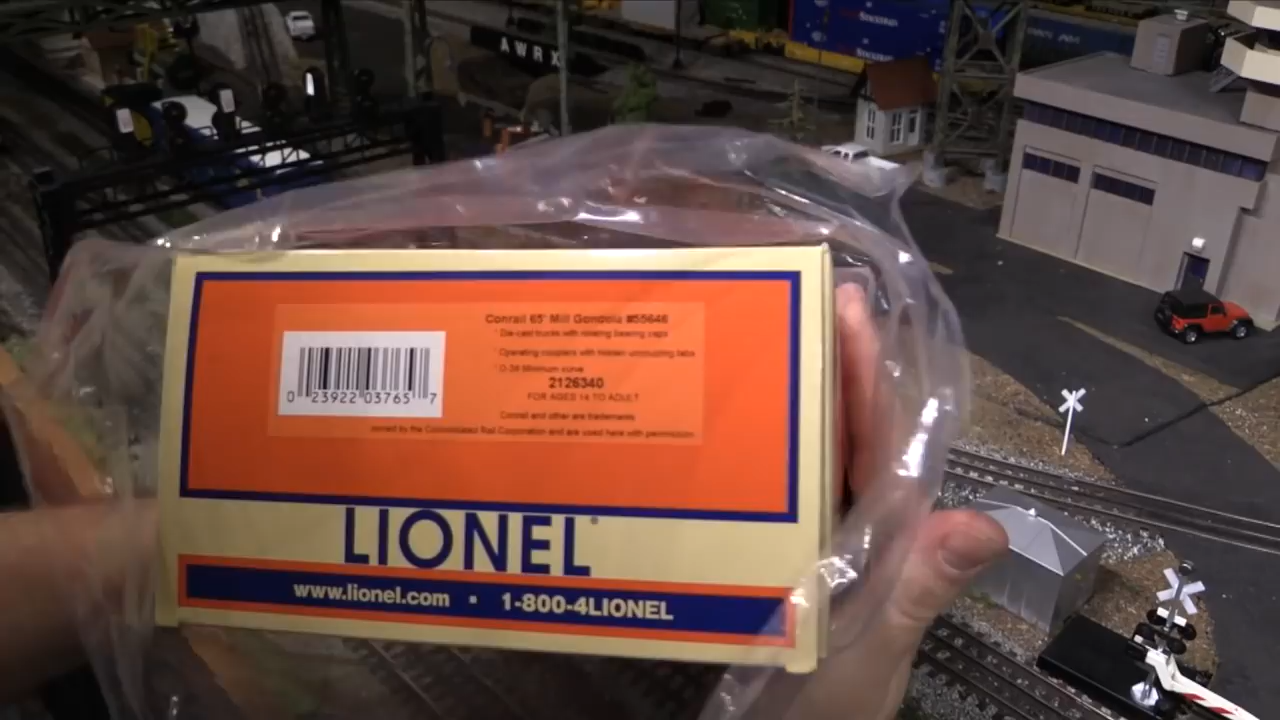 AWRX
Conrail 65' Mill Gondola #55646
* Die-cast trucks with rotating bearing caps
* Operating couplers with hidden uncoupling tabs
* O-36 Minimum curve
2126340
FOR AGES 14 TO ADULT
Conrail and other are trademarks
owned by the Consolidated Rail Corporation and are used here with permission
0 23922 03765 7
LIONEL
www.lionel.com • 1-800-4LIONEL